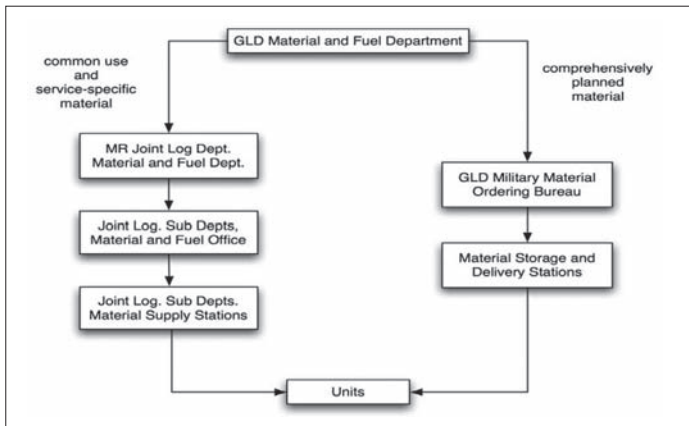 GLD Material and Fuel Department
common use
and
service-specific
material
comprehensively
planned
material
MR Joint Log Dept.
Material and Fuel Dept.
GLD Military Material
Ordering Bureau
Joint Log. Sub Depts,
Material and Fuel Office
Material Storage and
Delivery Stations
Joint Log. Sub Depts.
Material Supply Stations
Units